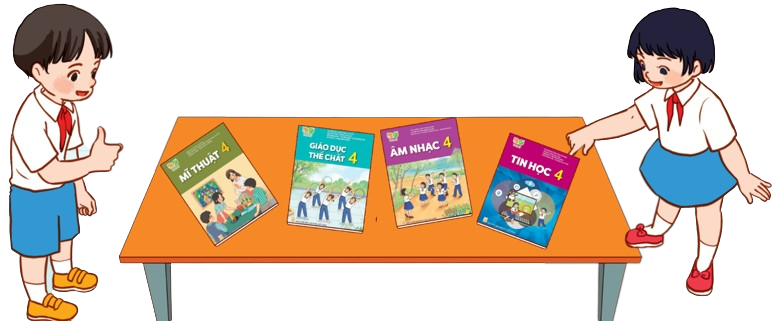 MĨ THUẬT 4
GIÁO DỤC
THỂ CHẤT 4
ÂM NHẠC 4
TIN HỌC 4